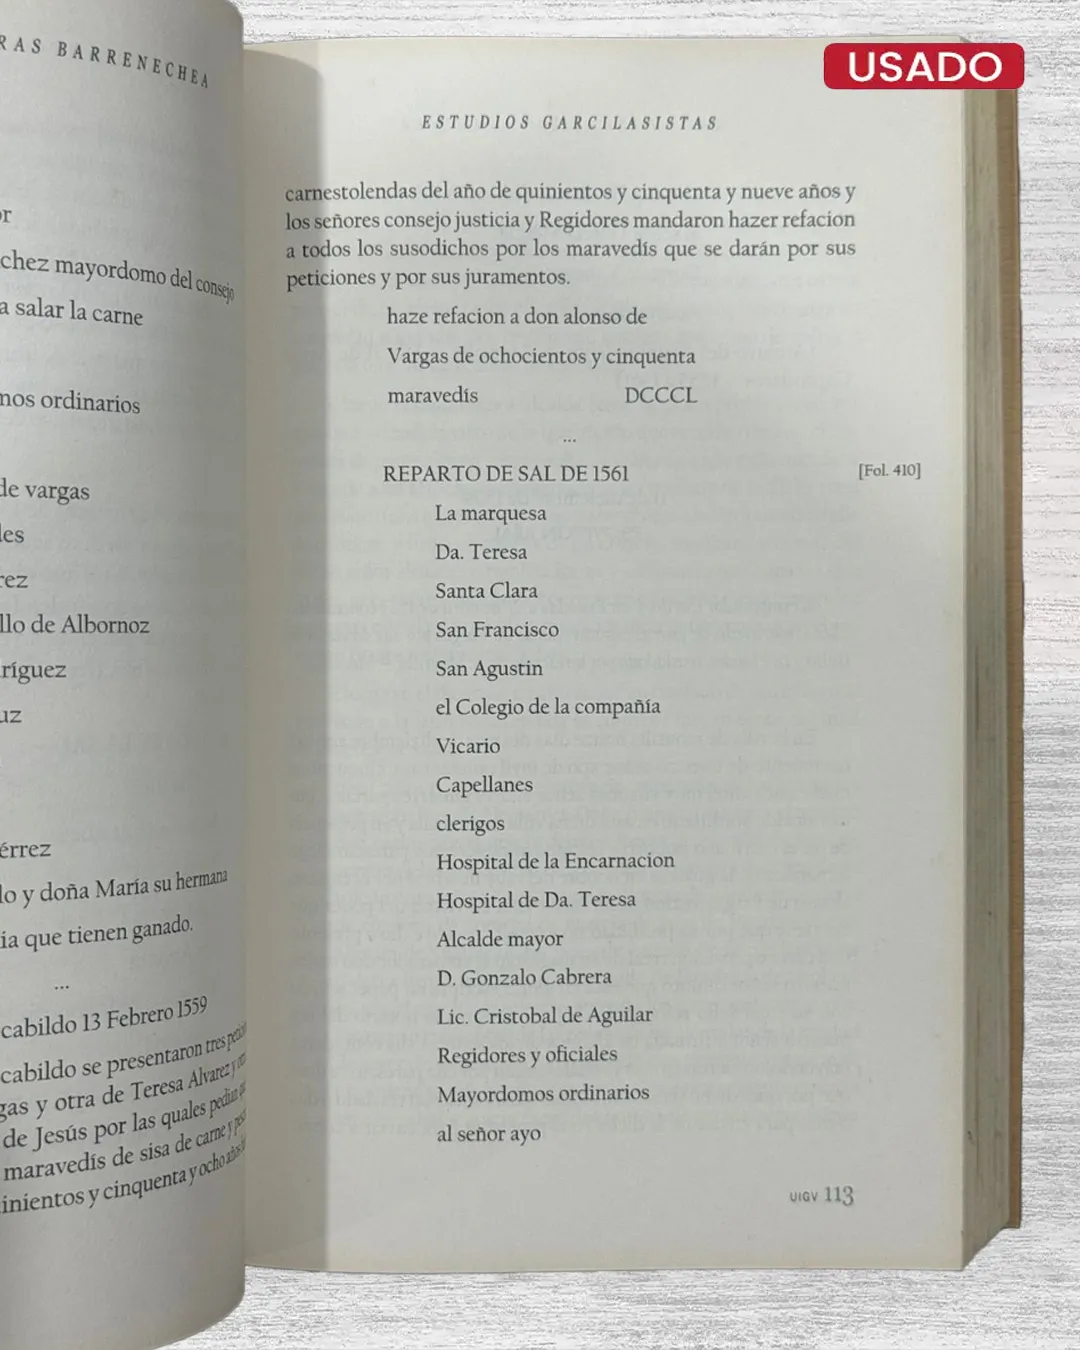 RAS BARRENECHEA
chez mayordomo del consejo
a salar la carne
mos ordinarios
de vargas
llo de Albornoz
ríguez
lo y doña María su hermana
ía que tienen ganado.
...
cabildo 13 Febrero 1559
cabildo se presentaron tres
gas y otra de Teresa Alvarez y
de Jesús por las quales pedian
maravedís de sisa de carne y
inientos y cinquenta y ocho años
USADO
ESTUDIOS GARCILASISTAS
carnestolendas del año de quinientos y cinquenta y nueve años y
los señores consejo justicia y Regidores mandaron hazer refacion
a todos los susodichos por los maravedís que se darán por sus
peticiones y por sus juramentos.
haze refacion a don alonso de
Vargas de ochocientos y cinquenta
maravedís DCCCL
...
REPARTO DE SAL DE 1561 [Fol. 410]
La marquesa
Da. Teresa
Santa Clara
San Francisco
San Agustin
el Colegio de la compañía
Vicario
Capellanes
clerigos
Hospital de la Encarnacion
Hospital de Da. Teresa
Alcalde mayor
D. Gonzalo Cabrera
Lic. Cristobal de Aguilar
Regidores y oficiales
Mayordomos ordinarios
al señor ayo
UIGV 113